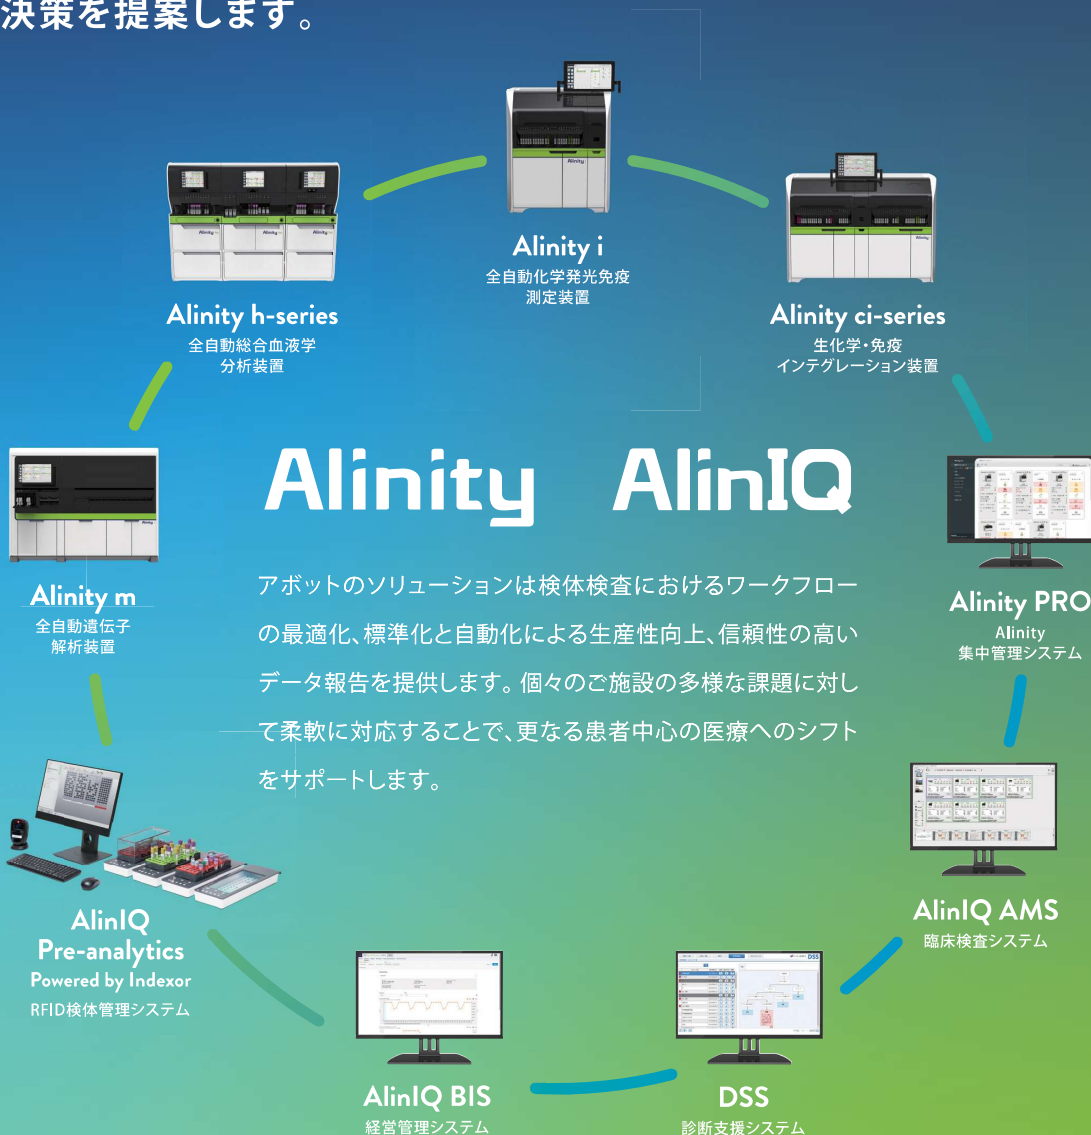 決策を提案します。
Alinity i
全自動化学発光免疫
測定装置
Alinity h-series
全自動総合血液学
分析装置
Alinity ci-series
生化学・免疫
インテグレーション装置
Alinity AlinIQ
アボットのソリューションは検体検査におけるワークフロー
の最適化、標準化と自動化による生産性向上、信頼性の高い
データ報告を提供します。個々のご施設の多様な課題に対し
て柔軟に対応することで、更なる患者中心の医療へのシフト
をサポートします。
Alinity m
全自動遺伝子
解析装置
Alinity PRO
Alinity
集中管理システム
AlinIQ
Pre-analytics
Powered by Indexor
RFID検体管理システム
AlinIQ AMS
臨床検査システム
AlinIQ BIS
経営管理システム
DSS
診断支援システム